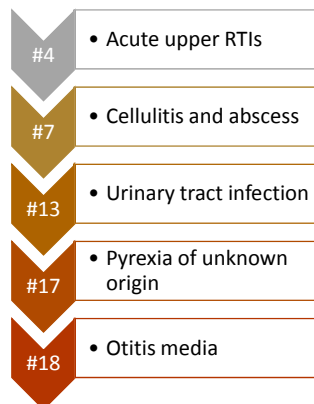 #4
• Acute upper RTIs
#7
• Cellulitis and abscess
#13
• Urinary tract infection
#17
• Pyrexia of unknown
origin
#18
• Otitis media